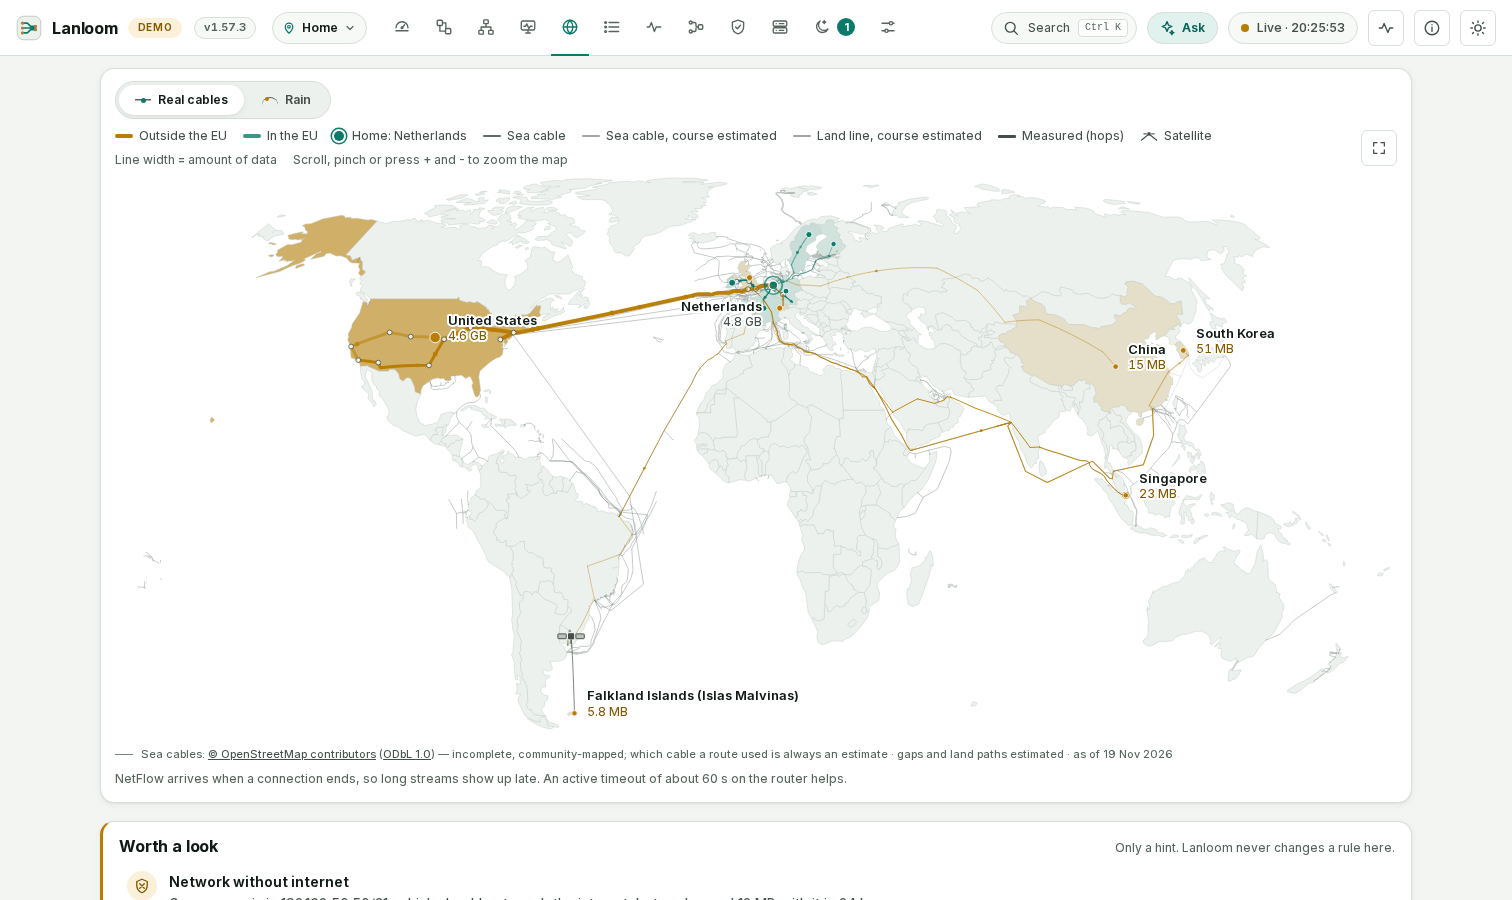 Lanloom DEMO v1.57.3 Home 1 Search Ctrl K Ask Live · 20:25:53
Real cables Rain
Outside the EU In the EU Home: Netherlands Sea cable Sea cable, course estimated Land line, course estimated Measured (hops) Satellite
Line width = amount of data Scroll, pinch or press + and - to zoom the map
Netherlands
4.8 GB
United States
4.6 GB
South Korea
51 MB
China
15 MB
Singapore
23 MB
Falkland Islands (Islas Malvinas)
5.8 MB
Sea cables: © OpenStreetMap contributors (ODbL 1.0) — incomplete, community-mapped; which cable a route used is always an estimate · gaps and land paths estimated · as of 19 Nov 2026
NetFlow arrives when a connection ends, so long streams show up late. An active timeout of about 60 s on the router helps.
Worth a look
Only a hint. Lanloom never changes a rule here.
Network without internet